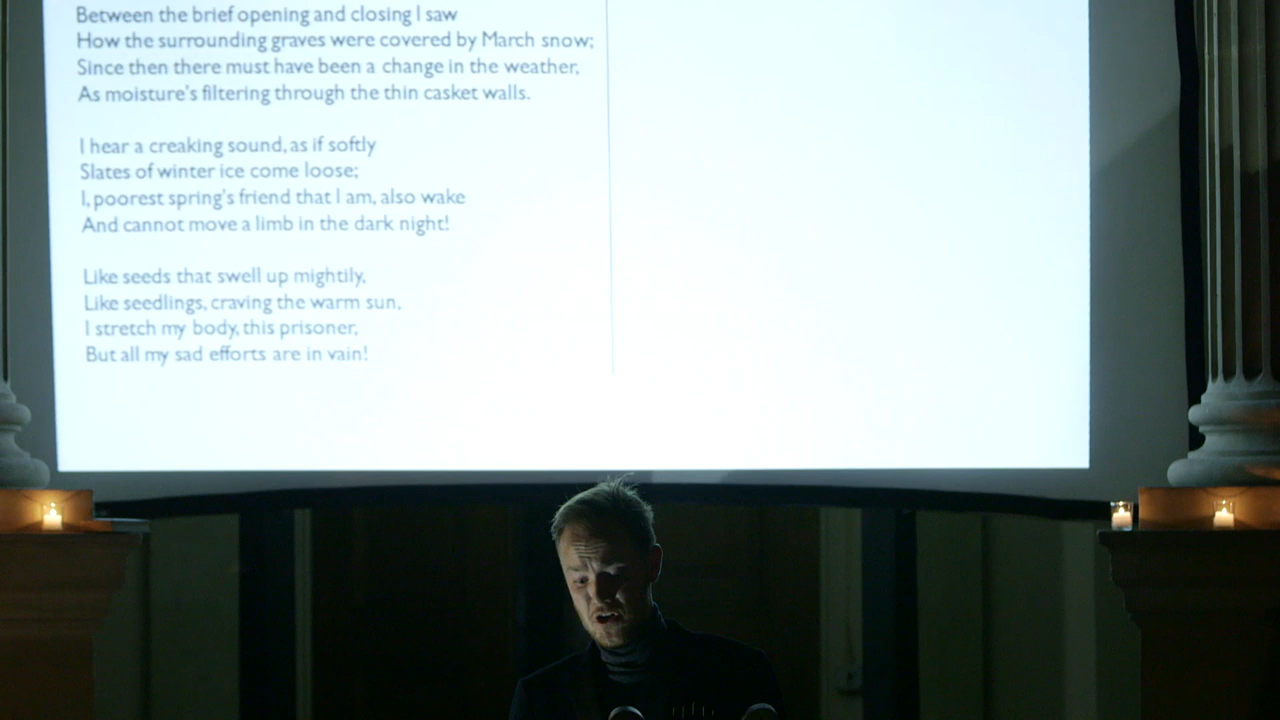 Between the brief opening and closing I saw
How the surrounding graves were covered by March snow;
Since then there must have been a change in the weather,
As moisture's filtering through the thin casket walls.
I hear a creaking sound, as if softly
Slates of winter ice come loose;
I, poorest spring's friend that I am, also wake
And cannot move a limb in the dark night!
Like seeds that swell up mightily,
Like seedlings, craving the warm sun,
I stretch my body, this prisoner,
But all my sad efforts are in vain!